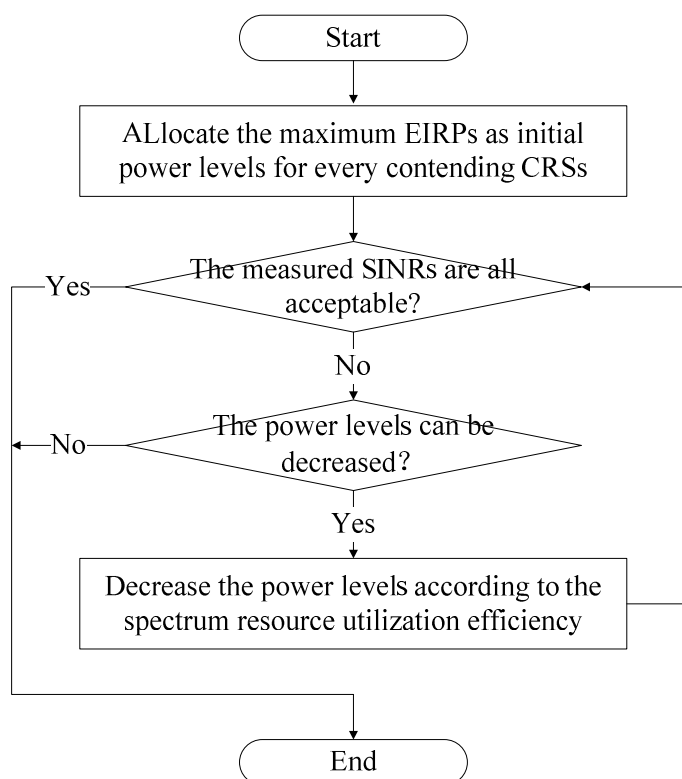 Start
ALlocate the maximum EIRPs as initial
power levels for every contending CRSs
The measured SINRs are all
acceptable?
Yes
No
The power levels can be
decreased?
No
Yes
Decrease the power levels according to the
spectrum resource utilization efficiency
End